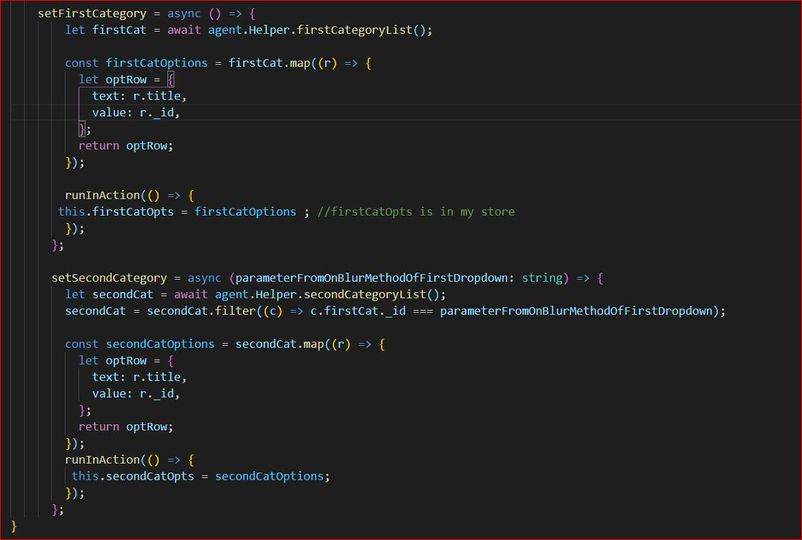 setFirstCategory = async () => {
let firstCat = await agent.Helper.firstCategoryList();
const firstCatOptions = firstCat.map((r) => {
let optRow = {
text: r.title,
value: r._id,
};
return optRow;
});
runInAction(() => {
this.firstCatOpts = firstCatOptions ; //firstCatOpts is in my store
});
};
setSecondCategory = async (parameterFromOnBlurMethodOfFirstDropdown: string) => {
let secondCat = await agent.Helper.secondCategoryList();
secondCat = secondCat.filter((c) => c.firstCat._id === parameterFromOnBlurMethodOfFirstDropdown);
const secondCatOptions = secondCat.map((r) => {
let optRow = {
text: r.title,
value: r._id,
};
return optRow;
});
runInAction(() => {
this.secondCatOpts = secondCatOptions;
});
};
}